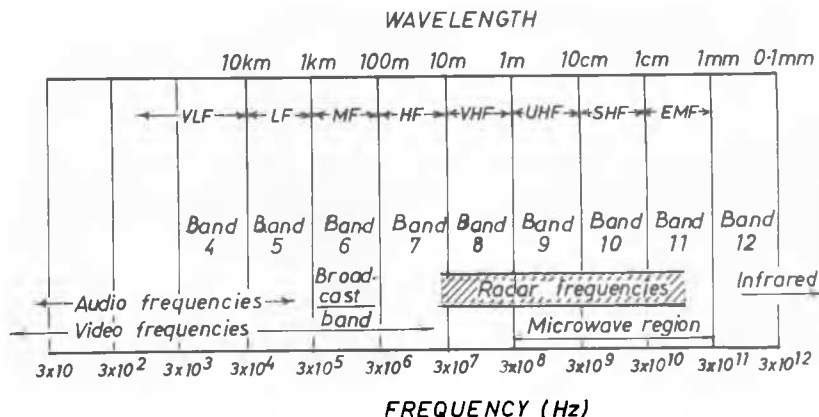 WAVELENGTH
10km 1km 100m 10m 1m 10cm 1cm 1mm 0·1mm
VLF LF MF HF VHF UHF SHF EMF
Band Band Band Band Band Band Band Band Band
4 5 6 7 8 9 10 11 12
Broad-
cast
band
Radar frequencies
Infrared
Audio frequencies
Video frequencies
Microwave region
3x10 3x10² 3x10³ 3x10⁴ 3x10⁵ 3x10⁶ 3x10⁷ 3x10⁸ 3x10⁹ 3x10¹⁰ 3x10¹¹ 3x10¹²
FREQUENCY (Hz)